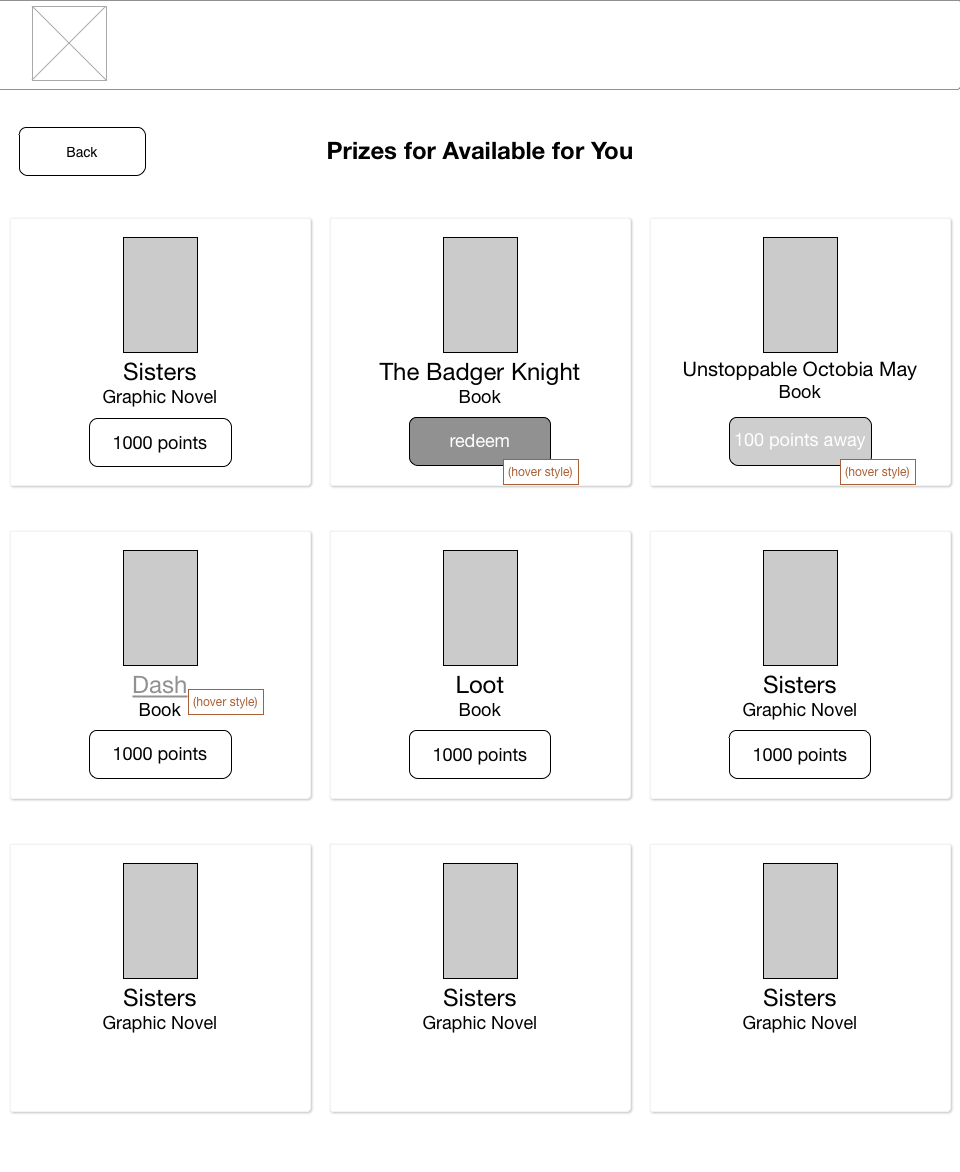 Back
Prizes for Available for You
Sisters
Graphic Novel
1000 points
The Badger Knight
Book
redeem
(hover style)
Unstoppable Octobia May
Book
100 points away
(hover style)
Dash
(hover style)
Book
1000 points
Loot
Book
1000 points
Sisters
Graphic Novel
1000 points
Sisters
Graphic Novel
Sisters
Graphic Novel
Sisters
Graphic Novel